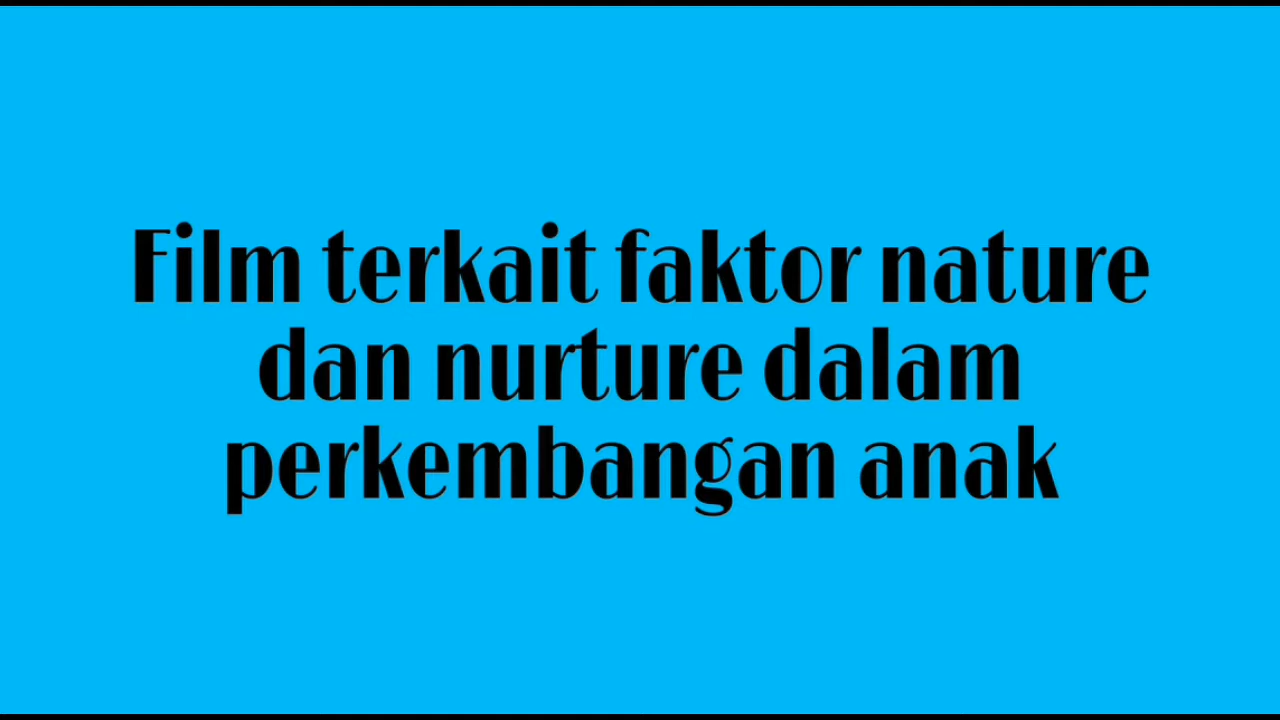 Film terkait faktor nature
dan nurture dalam
perkembangan anak